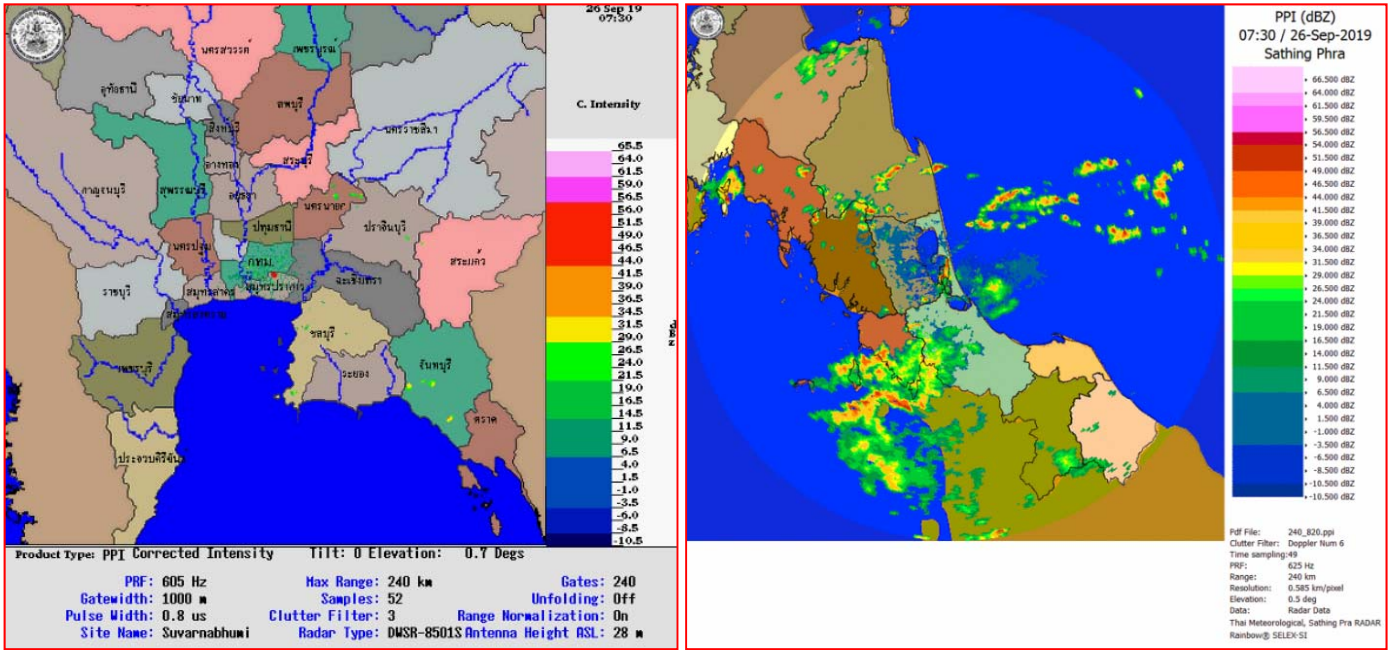 26 Sep 19
07:30
นครสวรรค์
เพชรบูรณ์
อุทัยธานี
ชัยนาท
ลพบุรี
สิงห์บุรี
นครราชสีมา
อ่างทอง
สระบุรี
กาญจนบุรี
สุพรรณบุรี
อยุธยา
นครนายก
ปราจีนบุรี
ปทุมธานี
นครปฐม
กทม.
สระแก้ว
ฉะเชิงเทรา
ราชบุรี
สมุทรสาคร
สมุทรปราการ
ชลบุรี
จันทบุรี
เพชรบุรี
ระยอง
ตราด
ประจวบคีรีขันธ์
C. Intensity
65.5
64.0
61.5
59.0
56.5
56.0
51.5
49.0
46.5
44.0
41.5
39.0
36.5
34.5
31.5
29.0
26.5
24.0
21.5
19.0
14.5
11.5
9.0
6.5
4.0
1.5
-1.0
-3.5
-6.0
-8.5
-10.5
Product Type: PPI Corrected Intensity Tilt: 0 Elevation: 0.7 Degs
PRF: 605 Hz Max Range: 240 km Gates: 240
Gatewidth: 1000 m Samples: 52 Unfolding: Off
Pulse Width: 0.8 us Clutter Filter: 3 Range Normalization: On
Site Name: Suvarnabhumi Radar Type: DWSR-8501S Antenna Height ASL: 28 m
PPI (dBZ)
07:30 / 26-Sep-2019
Sathing Phra
66.500 dBZ
64.000 dBZ
61.500 dBZ
59.500 dBZ
56.500 dBZ
54.000 dBZ
51.500 dBZ
49.000 dBZ
46.500 dBZ
44.000 dBZ
41.500 dBZ
39.000 dBZ
36.500 dBZ
34.000 dBZ
31.500 dBZ
29.000 dBZ
26.500 dBZ
24.000 dBZ
21.500 dBZ
19.000 dBZ
16.500 dBZ
14.000 dBZ
11.500 dBZ
9.000 dBZ
6.500 dBZ
4.000 dBZ
1.500 dBZ
-1.000 dBZ
-3.500 dBZ
-6.500 dBZ
-8.500 dBZ
-10.500 dBZ
-10.500 dBZ
Pdf File: 240_820.ppi
Clutter Filter: Doppler Num 6
Time sampling:49
PRF: 625 Hz
Range: 240 km
Resolution: 0.585 km/pixel
Elevation: 0.5 deg
Data: Radar Data
Thai Meteorological, Sathing Pra RADAR
Rainbow® SELEX-SI